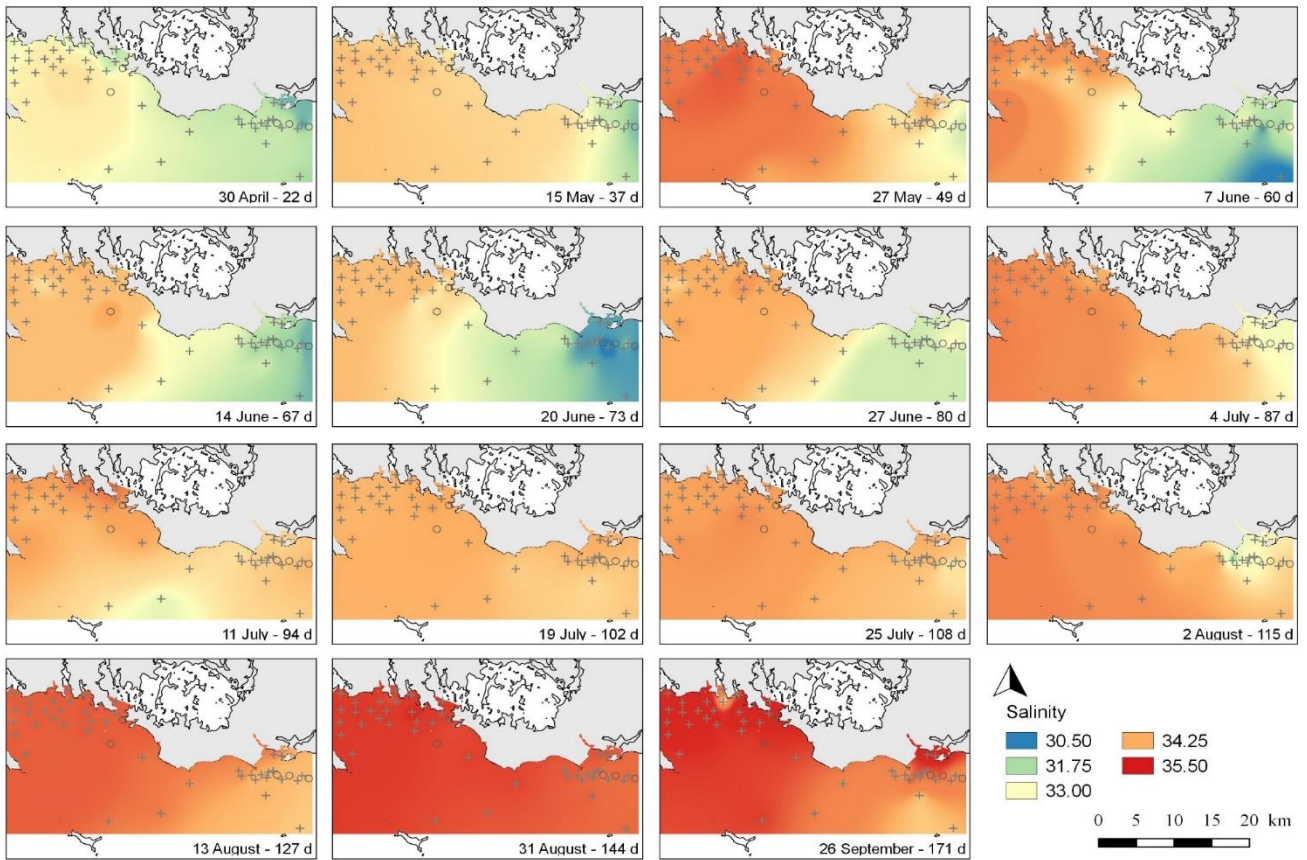 30 April - 22 d
15 May - 37 d
27 May - 49 d
7 June - 60 d
14 June - 67 d
20 June - 73 d
27 June - 80 d
4 July - 87 d
11 July - 94 d
19 July - 102 d
25 July - 108 d
2 August - 115 d
13 August - 127 d
31 August - 144 d
26 September - 171 d
Salinity
30.50 34.25
31.75 35.50
33.00
0 5 10 15 20 km